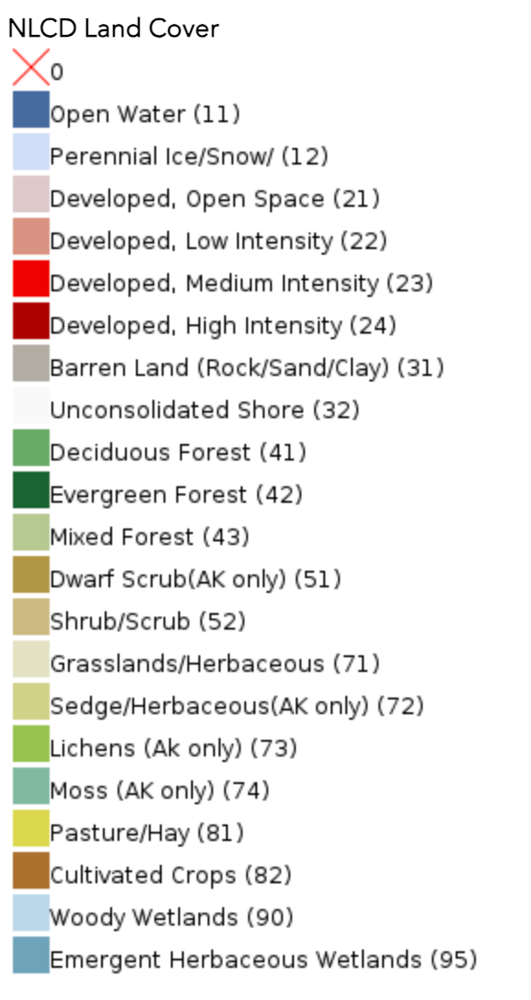 NLCD Land Cover
0
Open Water (11)
Perennial Ice/Snow/ (12)
Developed, Open Space (21)
Developed, Low Intensity (22)
Developed, Medium Intensity (23)
Developed, High Intensity (24)
Barren Land (Rock/Sand/Clay) (31)
Unconsolidated Shore (32)
Deciduous Forest (41)
Evergreen Forest (42)
Mixed Forest (43)
Dwarf Scrub(AK only) (51)
Shrub/Scrub (52)
Grasslands/Herbaceous (71)
Sedge/Herbaceous(AK only) (72)
Lichens (Ak only) (73)
Moss (AK only) (74)
Pasture/Hay (81)
Cultivated Crops (82)
Woody Wetlands (90)
Emergent Herbaceous Wetlands (95)